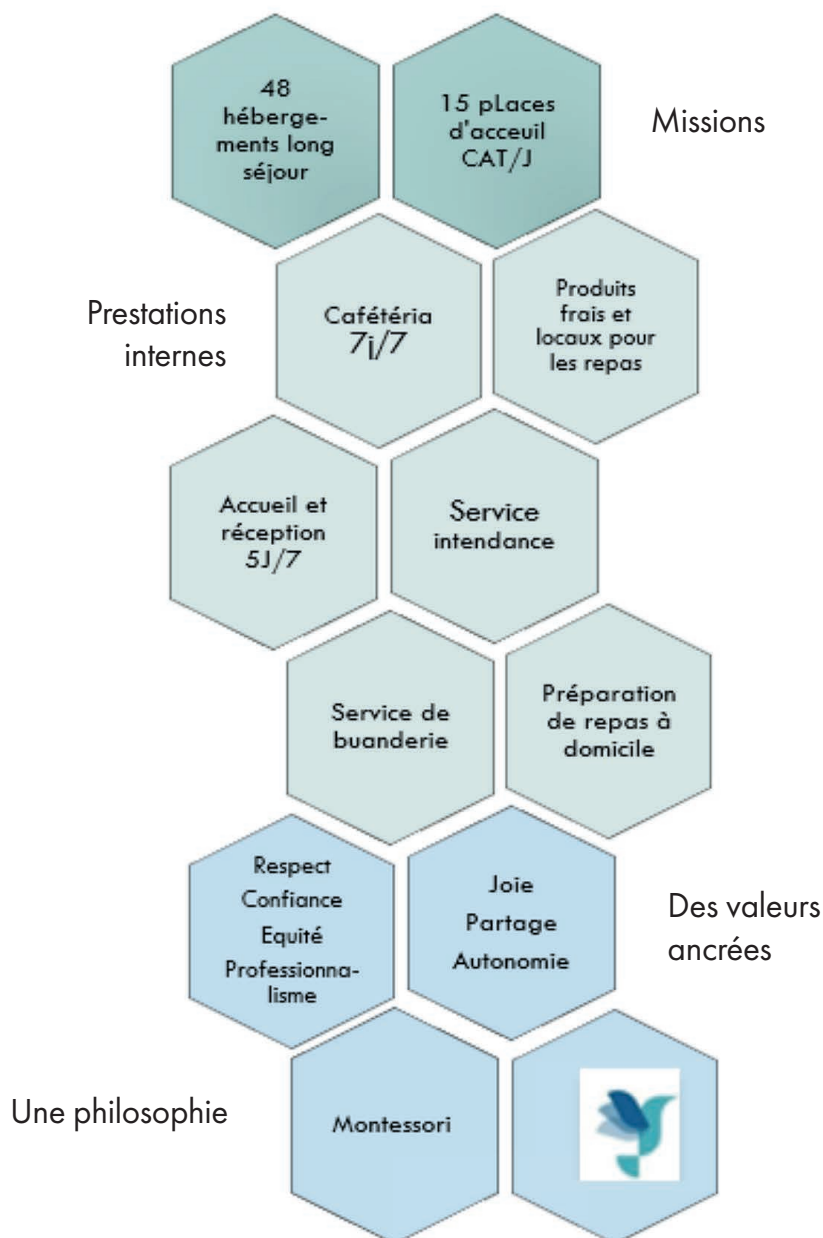 48
héberge-
ments long
séjour
15 pLaces
d'acceuil
CAT/J
Missions
Prestations
internes
Cafétéria
7j/7
Produits
frais et
locaux pour
les repas
Accueil et
réception
5J/7
Service
intendance
Service de
buanderie
Préparation
de repas à
domicile
Respect
Confiance
Equité
Professionna-
lisme
Joie
Partage
Autonomie
Des valeurs
ancrées
Une philosophie
Montessori